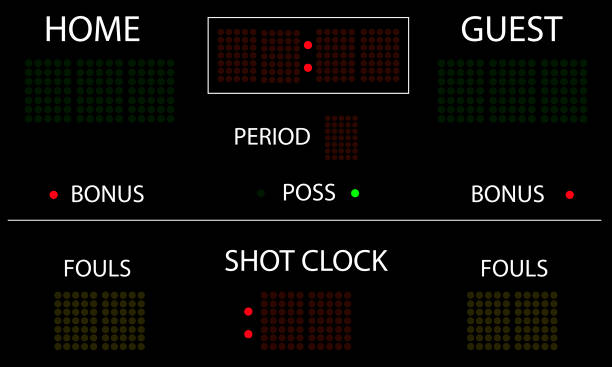 HOME
GUEST
PERIOD
BONUS
POSS
BONUS
FOULS
SHOT CLOCK
FOULS